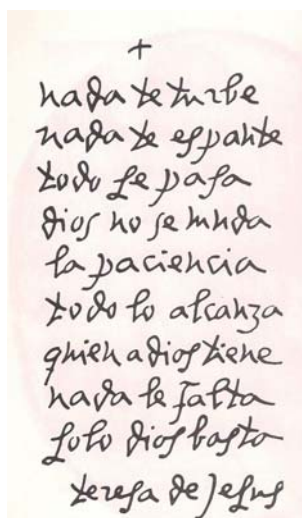 +
nada te turbe
nada te espante
todo se pasa
dios no se muda
la paciencia
todo lo alcanza
quien a dios tiene
nada le falta
solo dios basta
teresa de Jesus